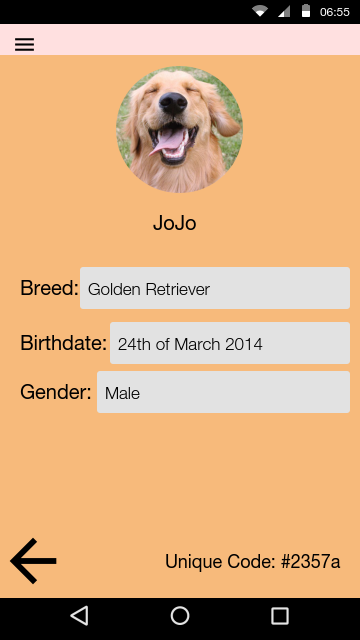 06:55
JoJo
Breed: Golden Retriever
Birthdate: 24th of March 2014
Gender: Male
Unique Code: #2357a